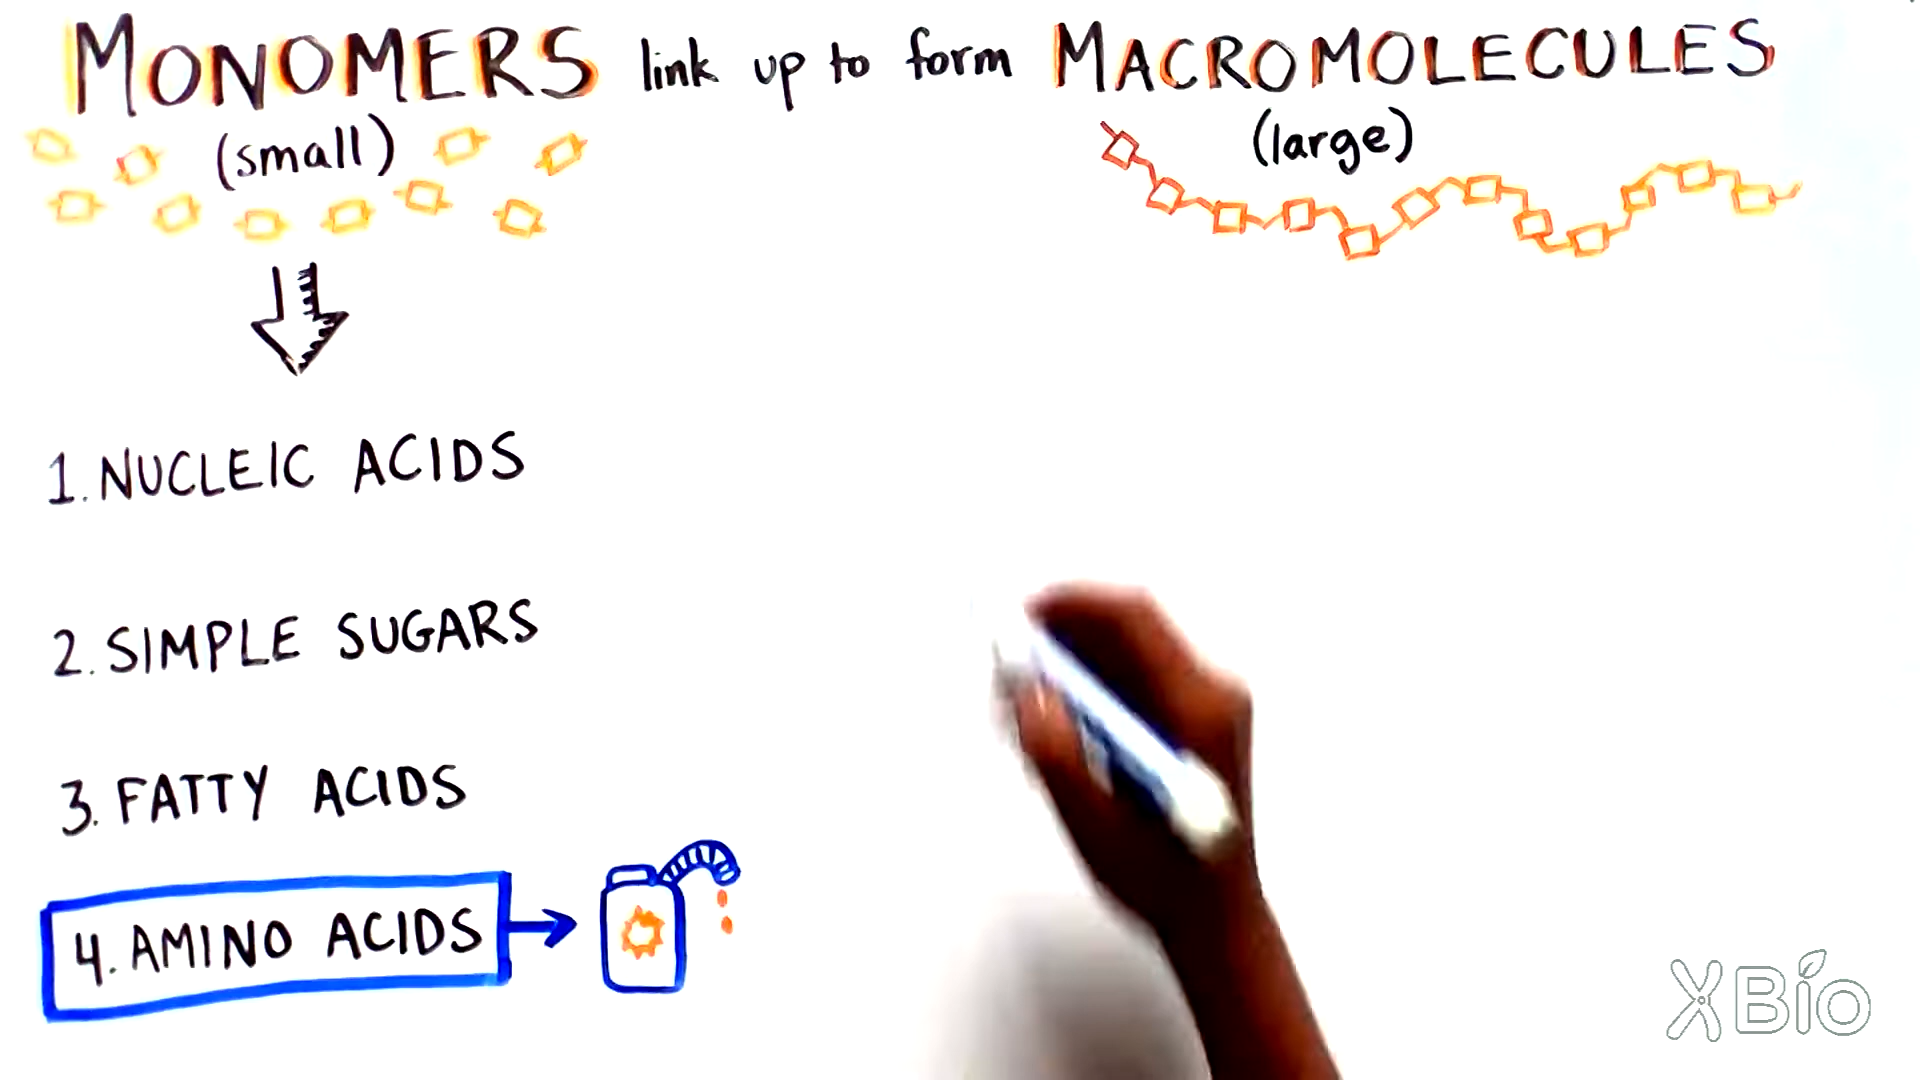 MONOMERS link up to form MACROMOLECULES
(small) (large)
1. NUCLEIC ACIDS
2. SIMPLE SUGARS
3. FATTY ACIDS
4. AMINO ACIDS
XBio